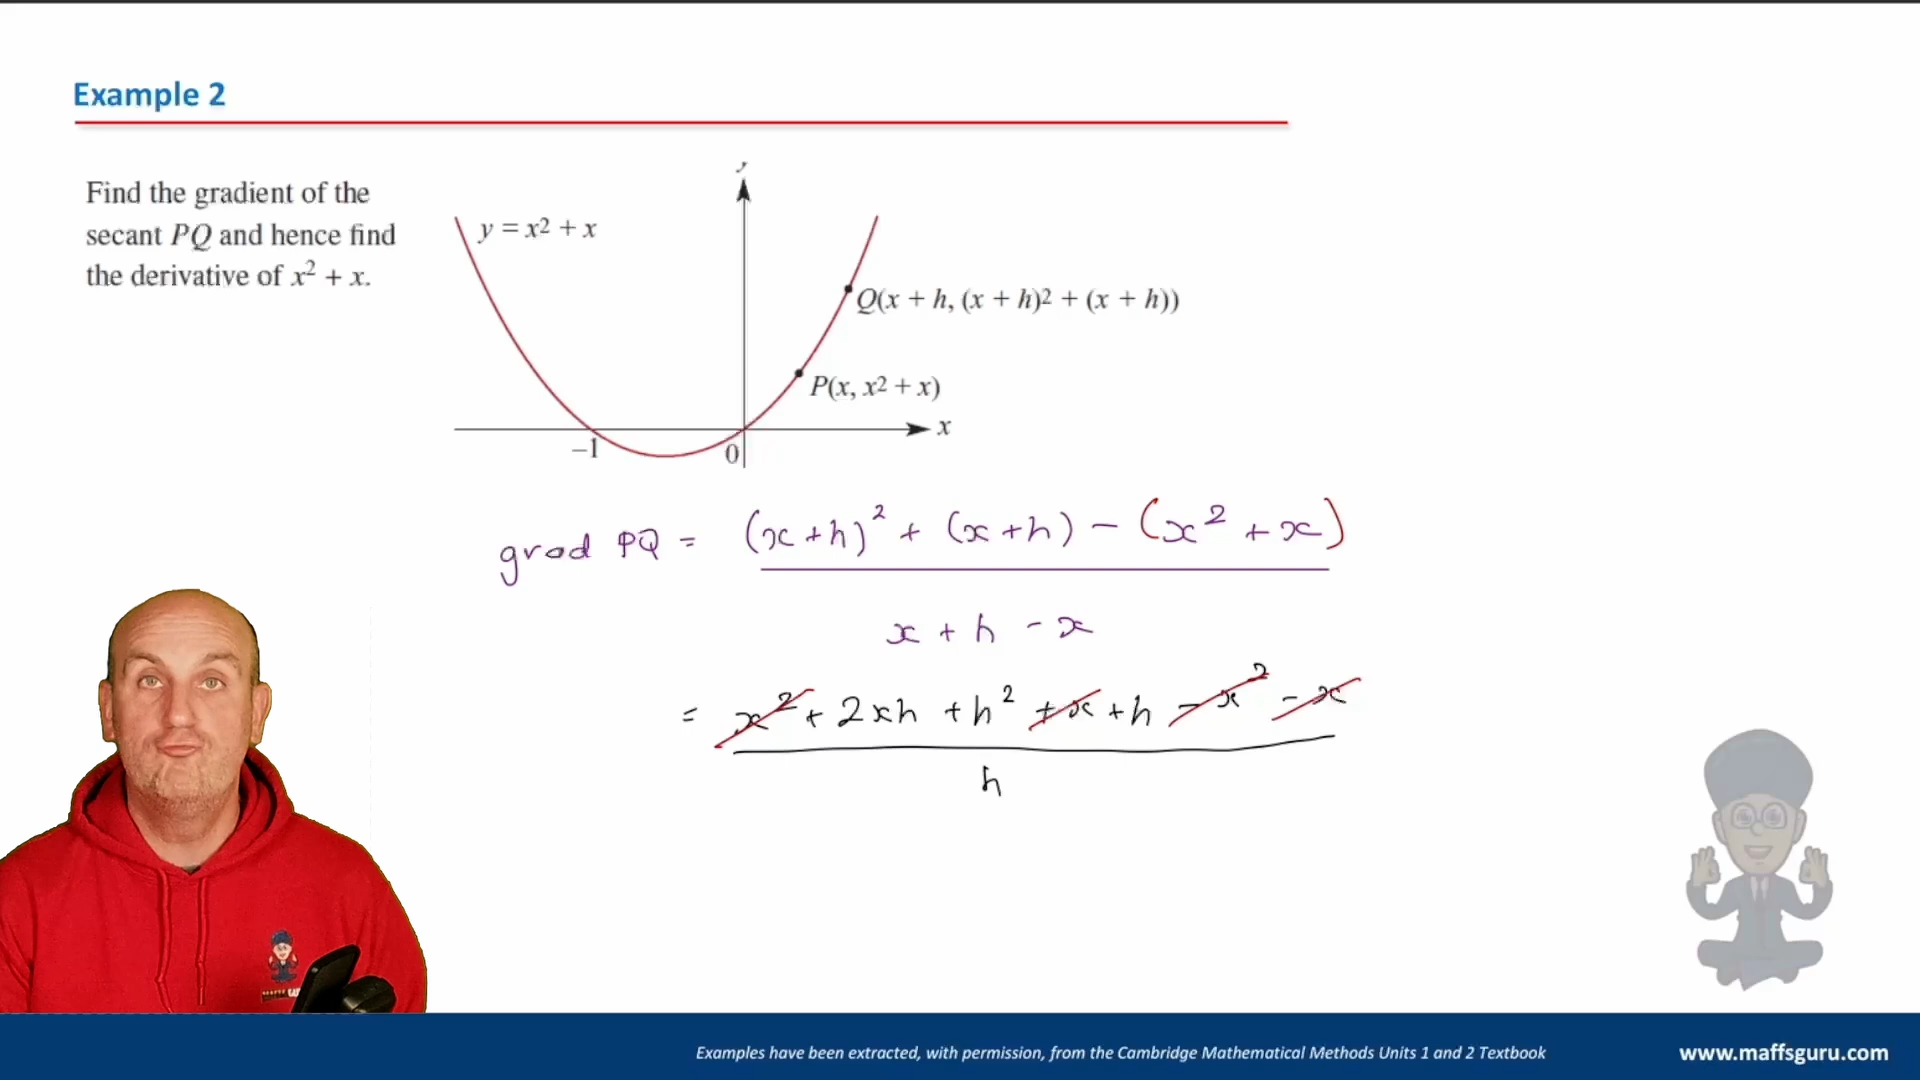 Example 2
Find the gradient of the
secant PQ and hence find
the derivative of x² + x.
y
y = x2 + x
Q(x + h, (x + h)2 + (x + h))
P(x, x2 + x)
x
−1
0
grad PQ = (x+h)² + (x+h) − (x² + x)
x + h − x
= x² + 2xh + h² + x + h − x² − x
h
Examples have been extracted, with permission, from the Cambridge Mathematical Methods Units 1 and 2 Textbook
www.maffsguru.com